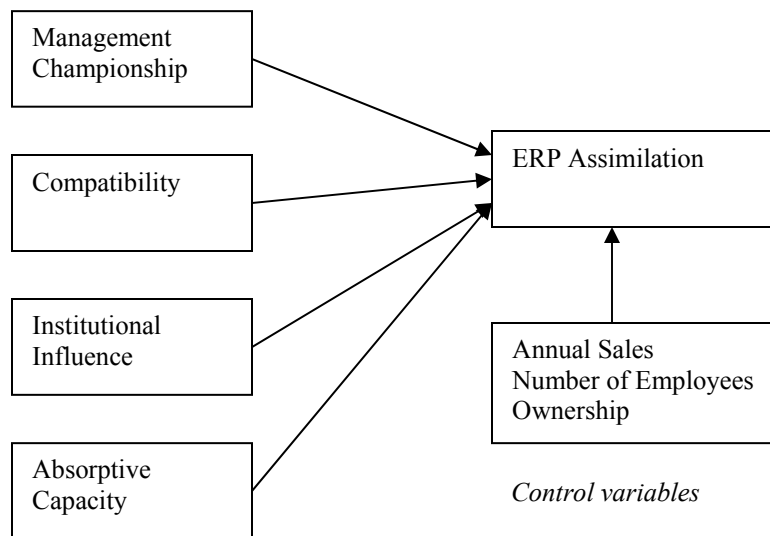 Management
Championship
ERP Assimilation
Compatibility
Institutional
Influence
Annual Sales
Number of Employees
Ownership
Absorptive
Capacity
Control variables